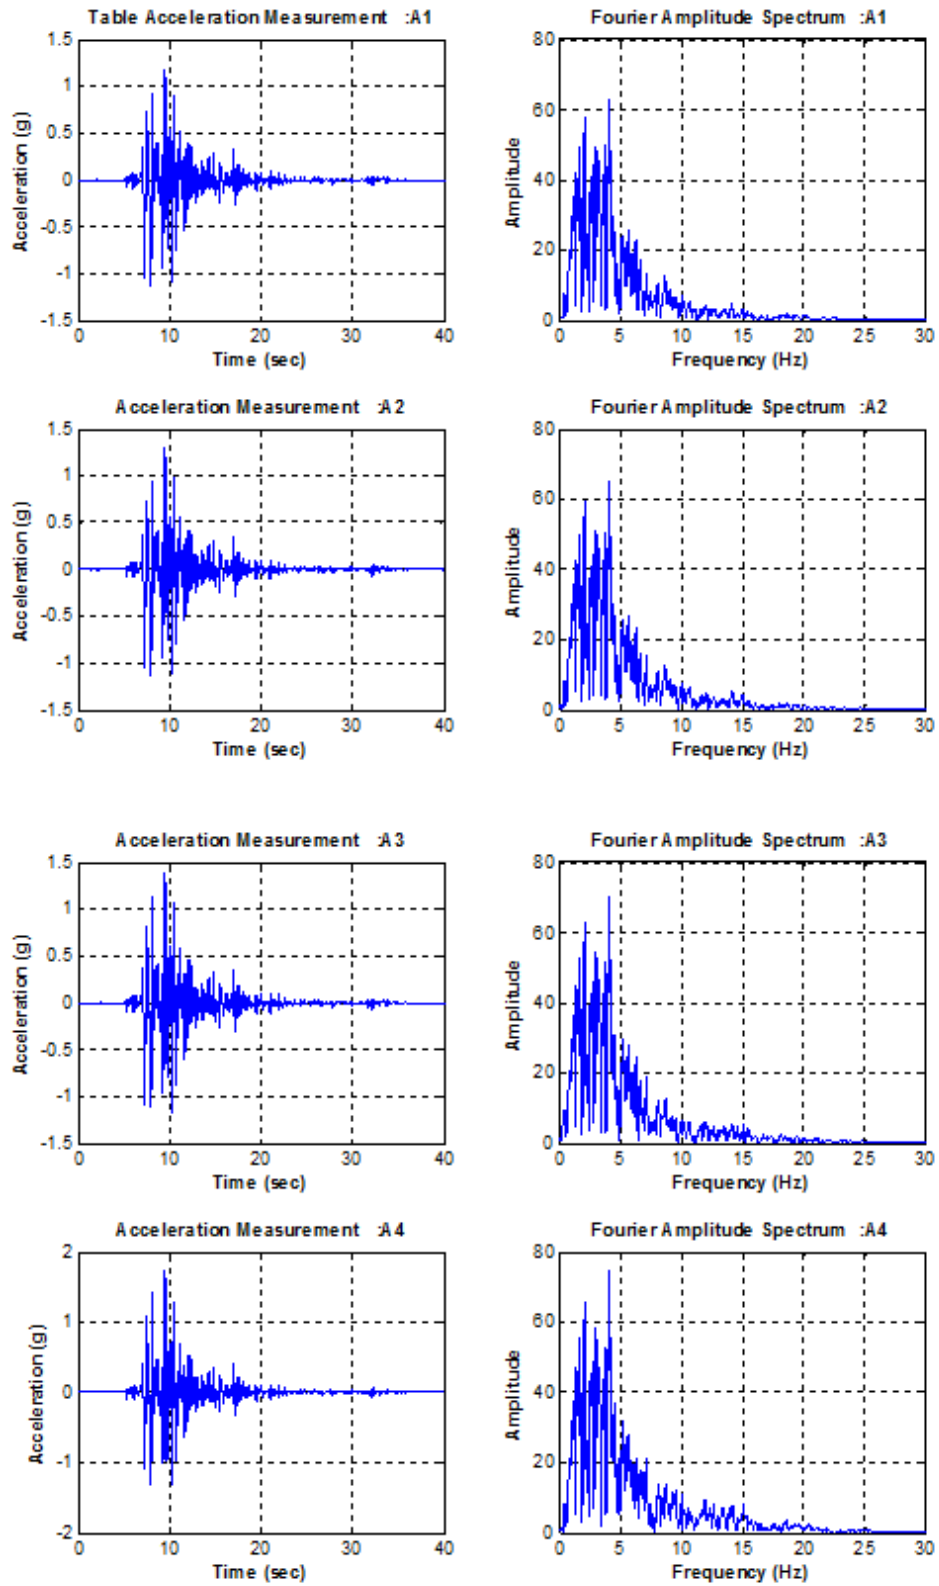 Table Acceleration Measurement :A1
Fourier Amplitude Spectrum :A1
Acceleration (g)
1.5
1
0.5
0
-0.5
-1
-1.5
0 10 20 30 40
Time (sec)
Amplitude
80
60
40
20
0
0 5 10 15 20 25 30
Frequency (Hz)
Acceleration Measurement :A2
Fourier Amplitude Spectrum :A2
Acceleration (g)
1.5
1
0.5
0
-0.5
-1
-1.5
0 10 20 30 40
Time (sec)
Amplitude
80
60
40
20
0
0 5 10 15 20 25 30
Frequency (Hz)
Acceleration Measurement :A3
Fourier Amplitude Spectrum :A3
Acceleration (g)
1.5
1
0.5
0
-0.5
-1
-1.5
0 10 20 30 40
Time (sec)
Amplitude
80
60
40
20
0
0 5 10 15 20 25 30
Frequency (Hz)
Acceleration Measurement :A4
Fourier Amplitude Spectrum :A4
Acceleration (g)
2
1
0
-1
-2
0 10 20 30 40
Time (sec)
Amplitude
80
60
40
20
0
0 5 10 15 20 25 30
Frequency (Hz)